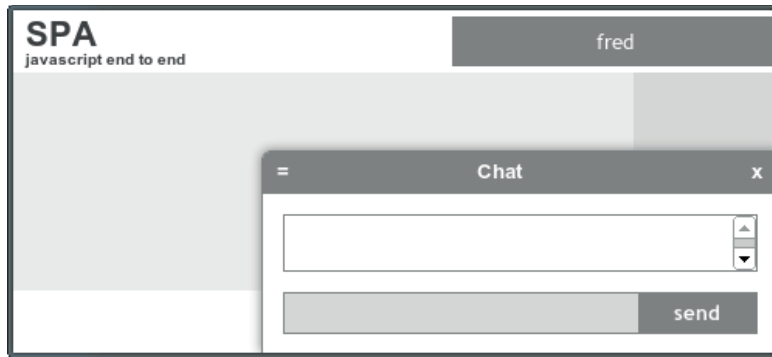 SPA
javascript end to end
fred
= Chat x
send